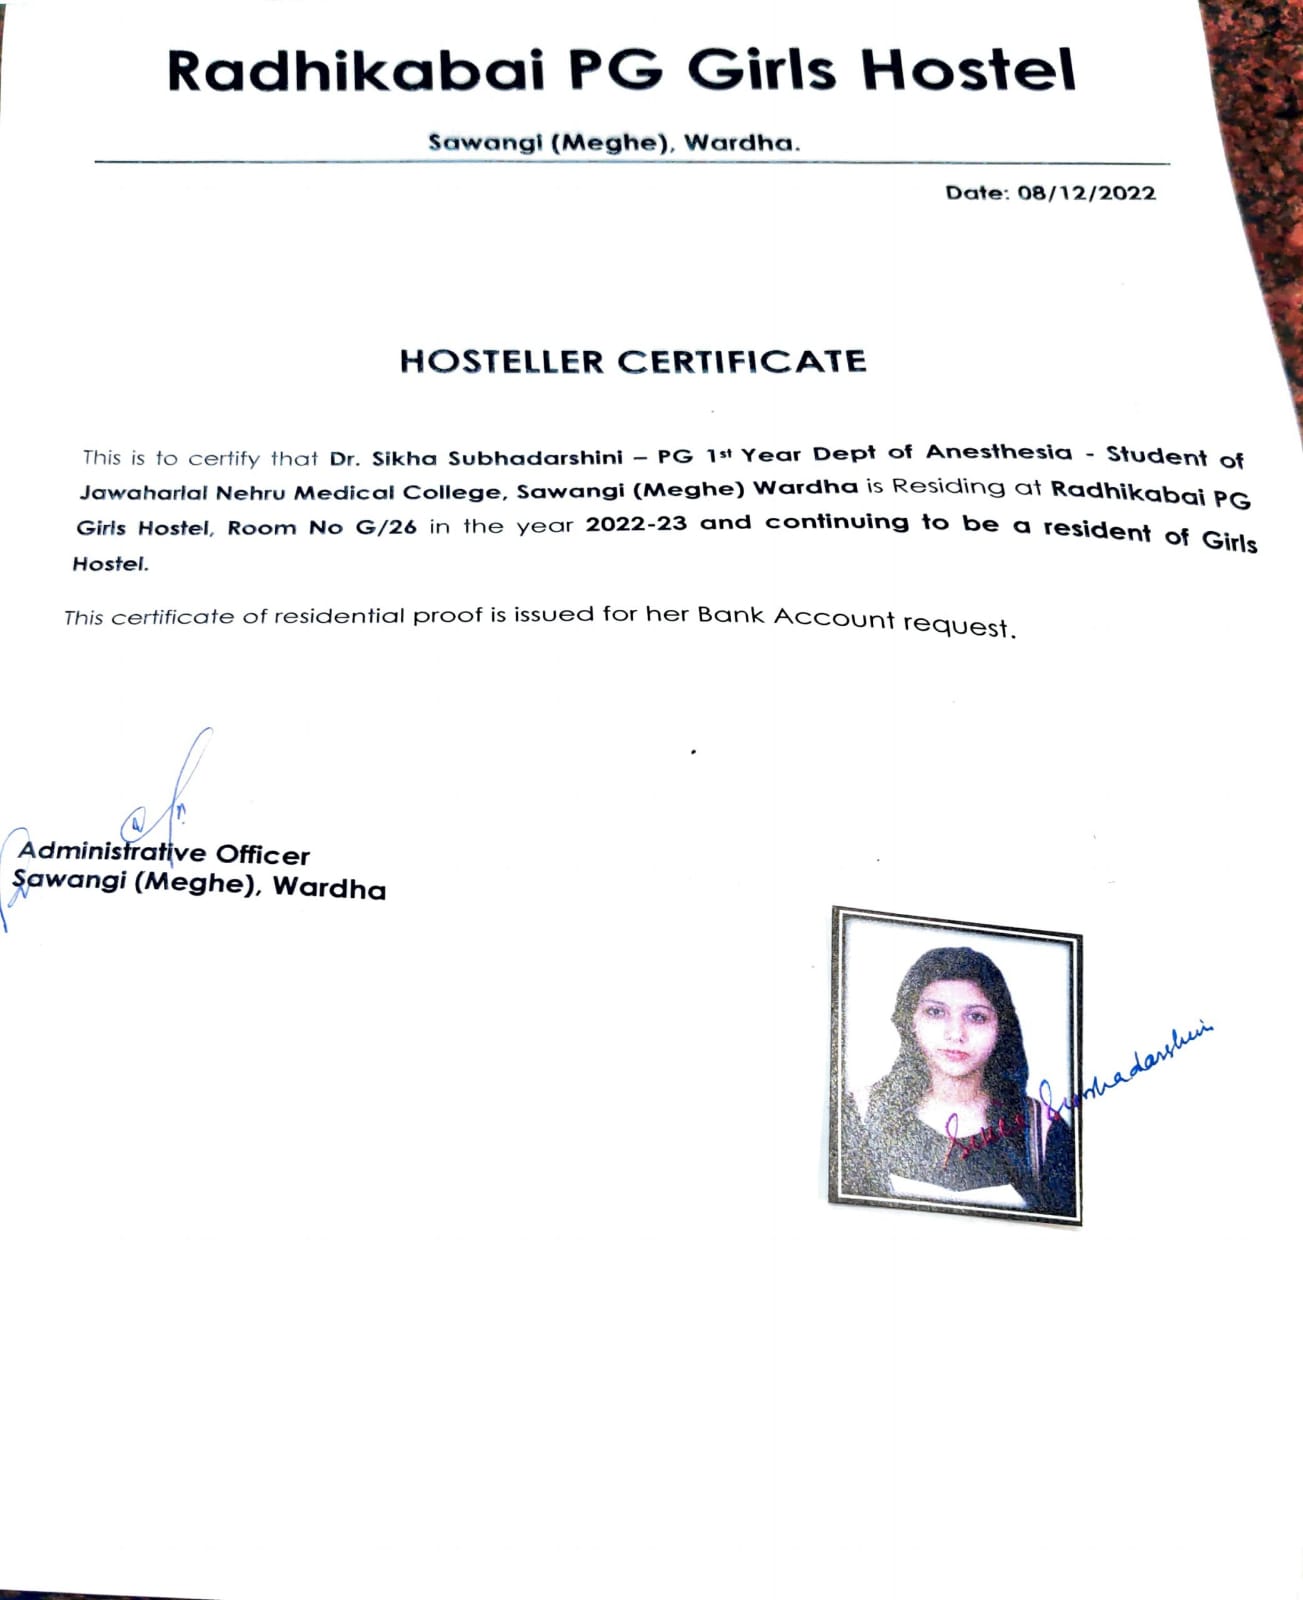 Radhikabai PG Girls Hostel
Sawangi (Meghe), Wardha.
Date: 08/12/2022
HOSTELLER CERTIFICATE
This is to certify that Dr. Sikha Subhadarshini – PG 1st Year Dept of Anesthesia - Student of
Jawaharlal Nehru Medical College, Sawangi (Meghe) Wardha is Residing at Radhikabai PG
Girls Hostel, Room No G/26 in the year 2022-23 and continuing to be a resident of Girls
Hostel.
This certificate of residential proof is issued for her Bank Account request.
Administrative Officer
Sawangi (Meghe), Wardha
Sikha Subhadarshini